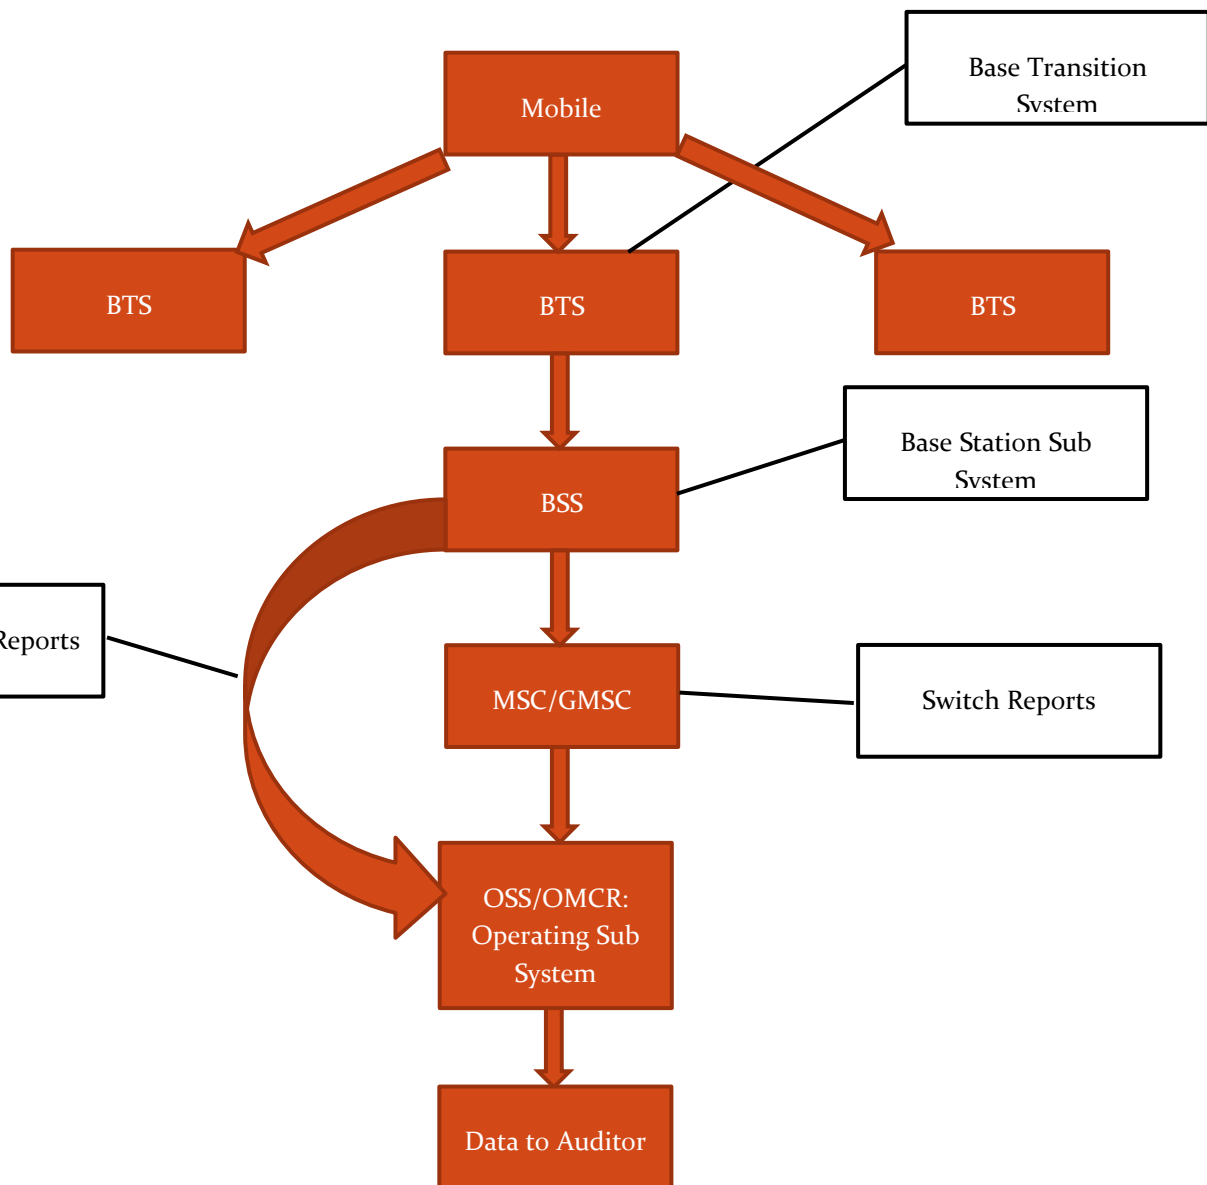 Mobile
Base Transition
System
BTS
BTS
BTS
Base Station Sub
System
BSS
Reports
MSC/GMSC
Switch Reports
OSS/OMCR:
Operating Sub
System
Data to Auditor